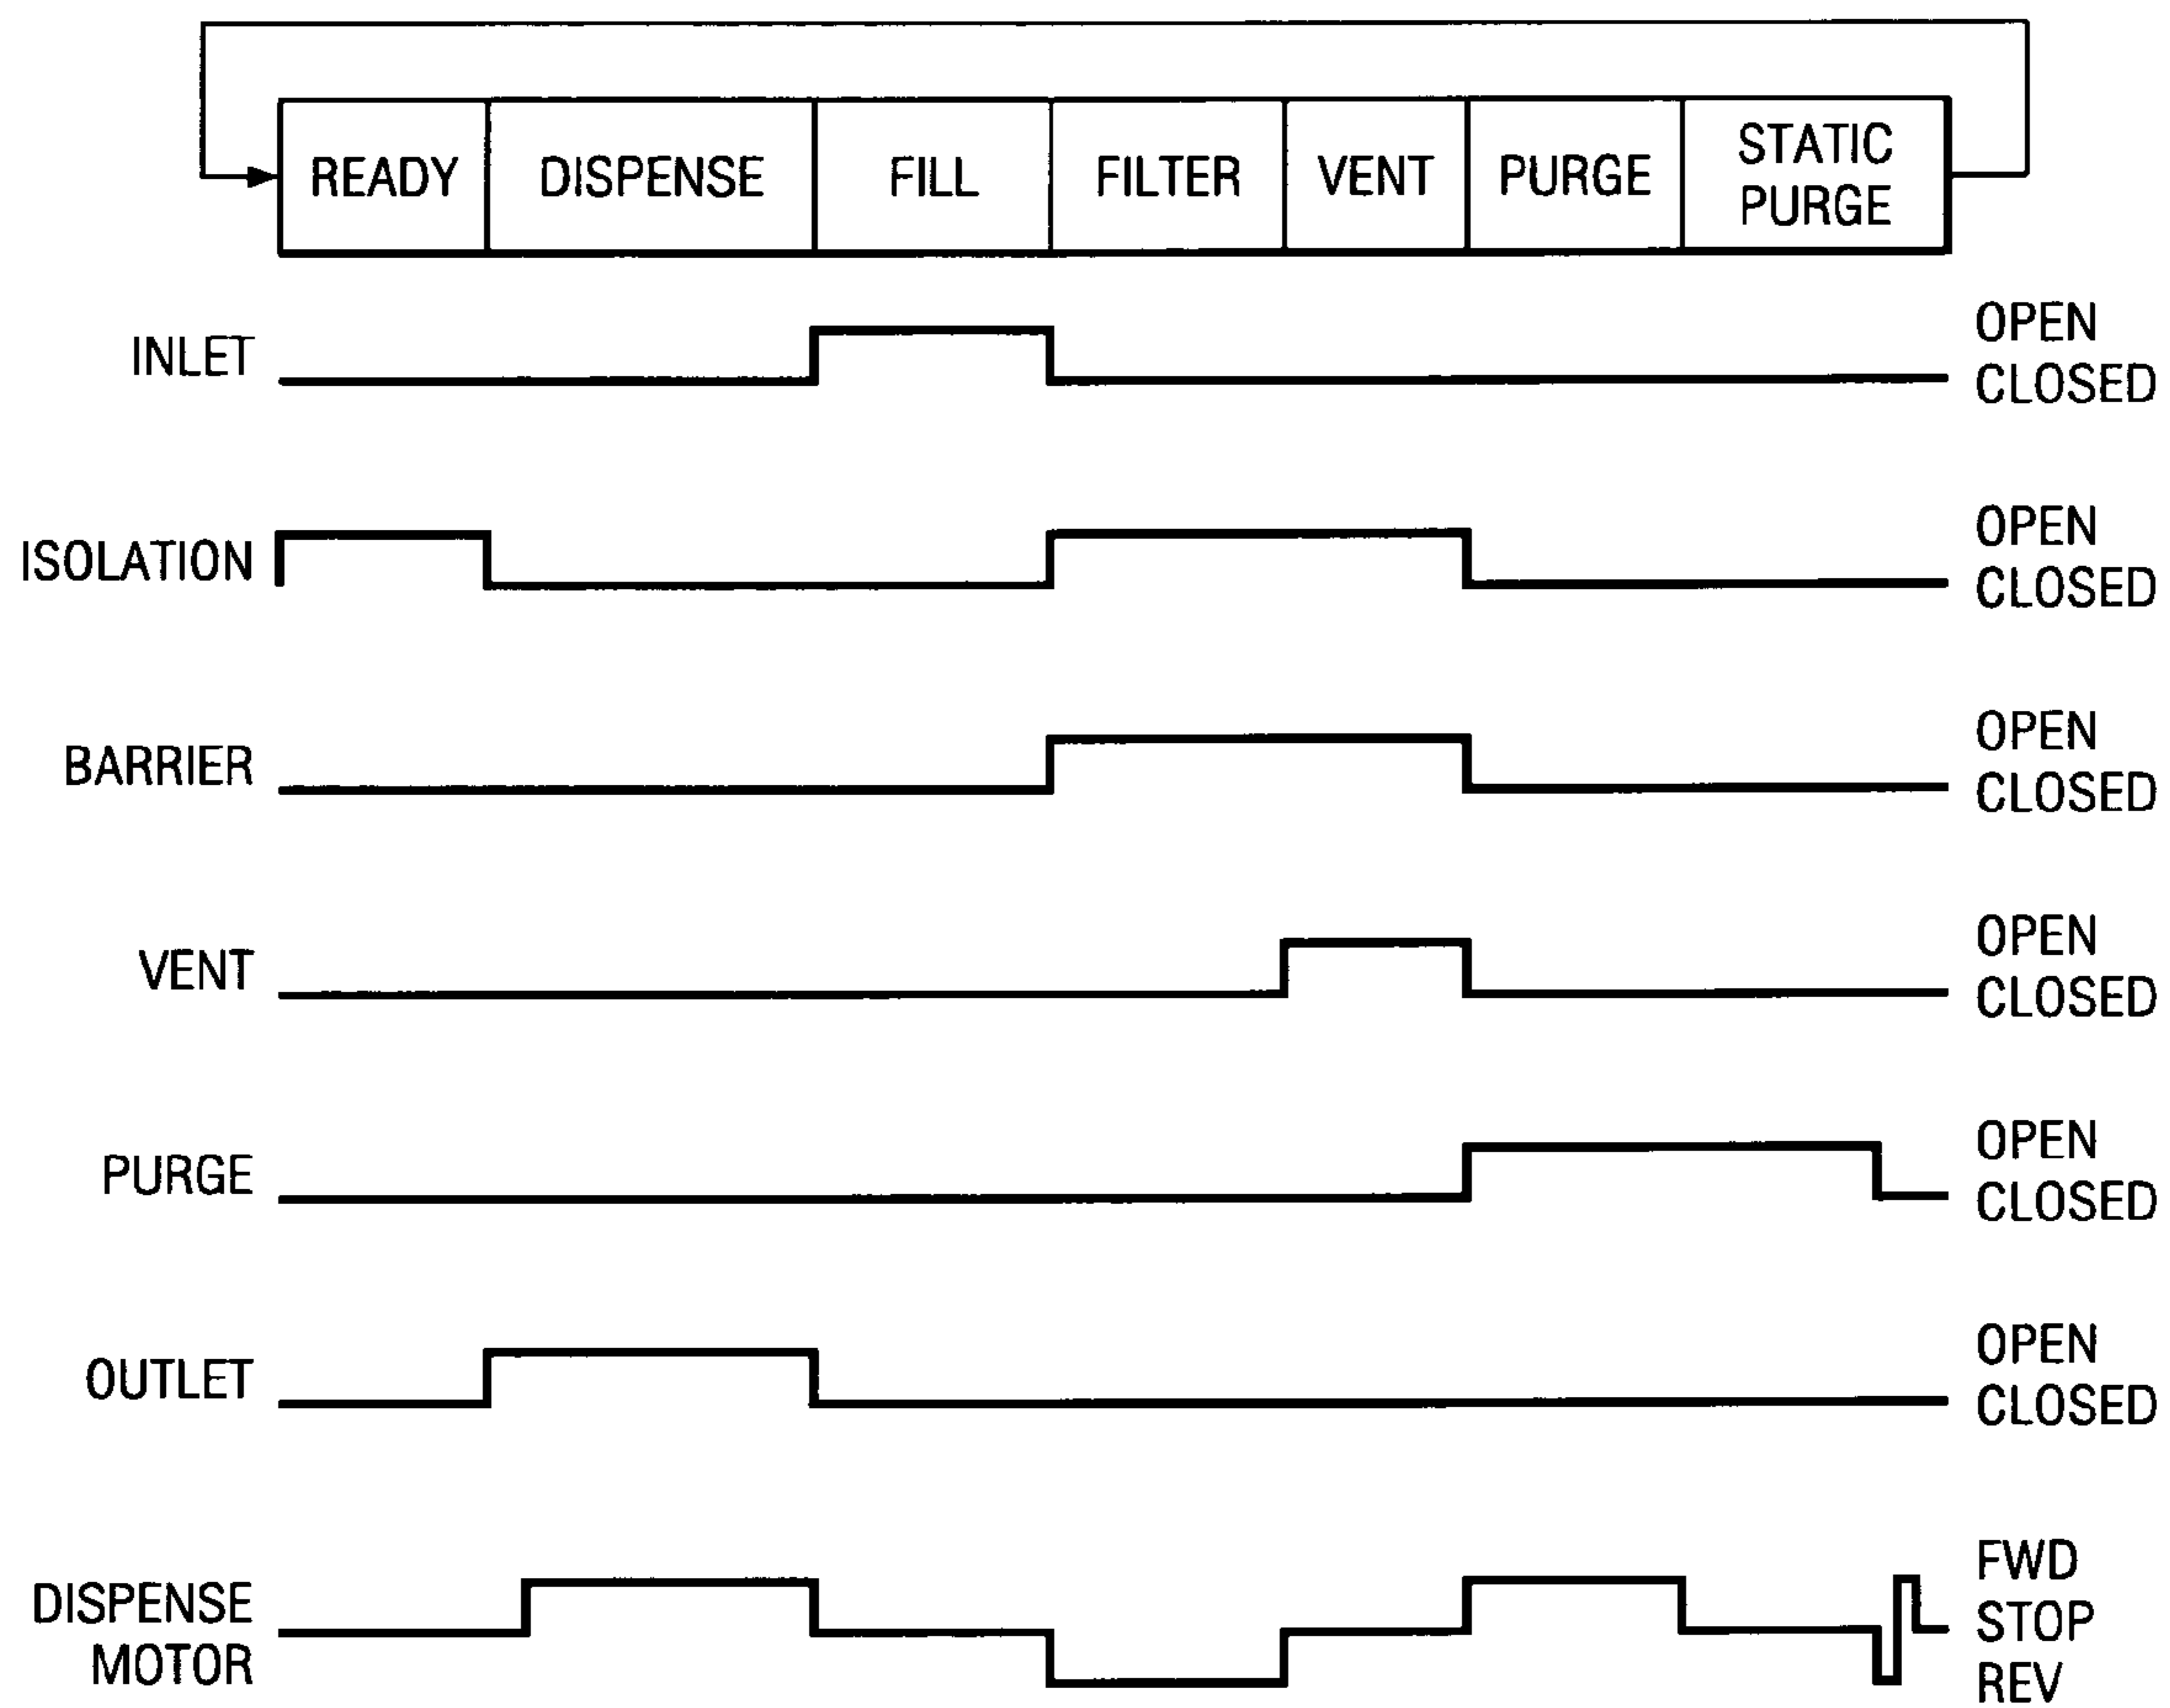 READY DISPENSE FILL FILTER VENT PURGE STATIC
PURGE
INLET OPEN
CLOSED
ISOLATION OPEN
CLOSED
BARRIER OPEN
CLOSED
VENT OPEN
CLOSED
PURGE OPEN
CLOSED
OUTLET OPEN
CLOSED
DISPENSE
MOTOR
FWD
STOP
REV